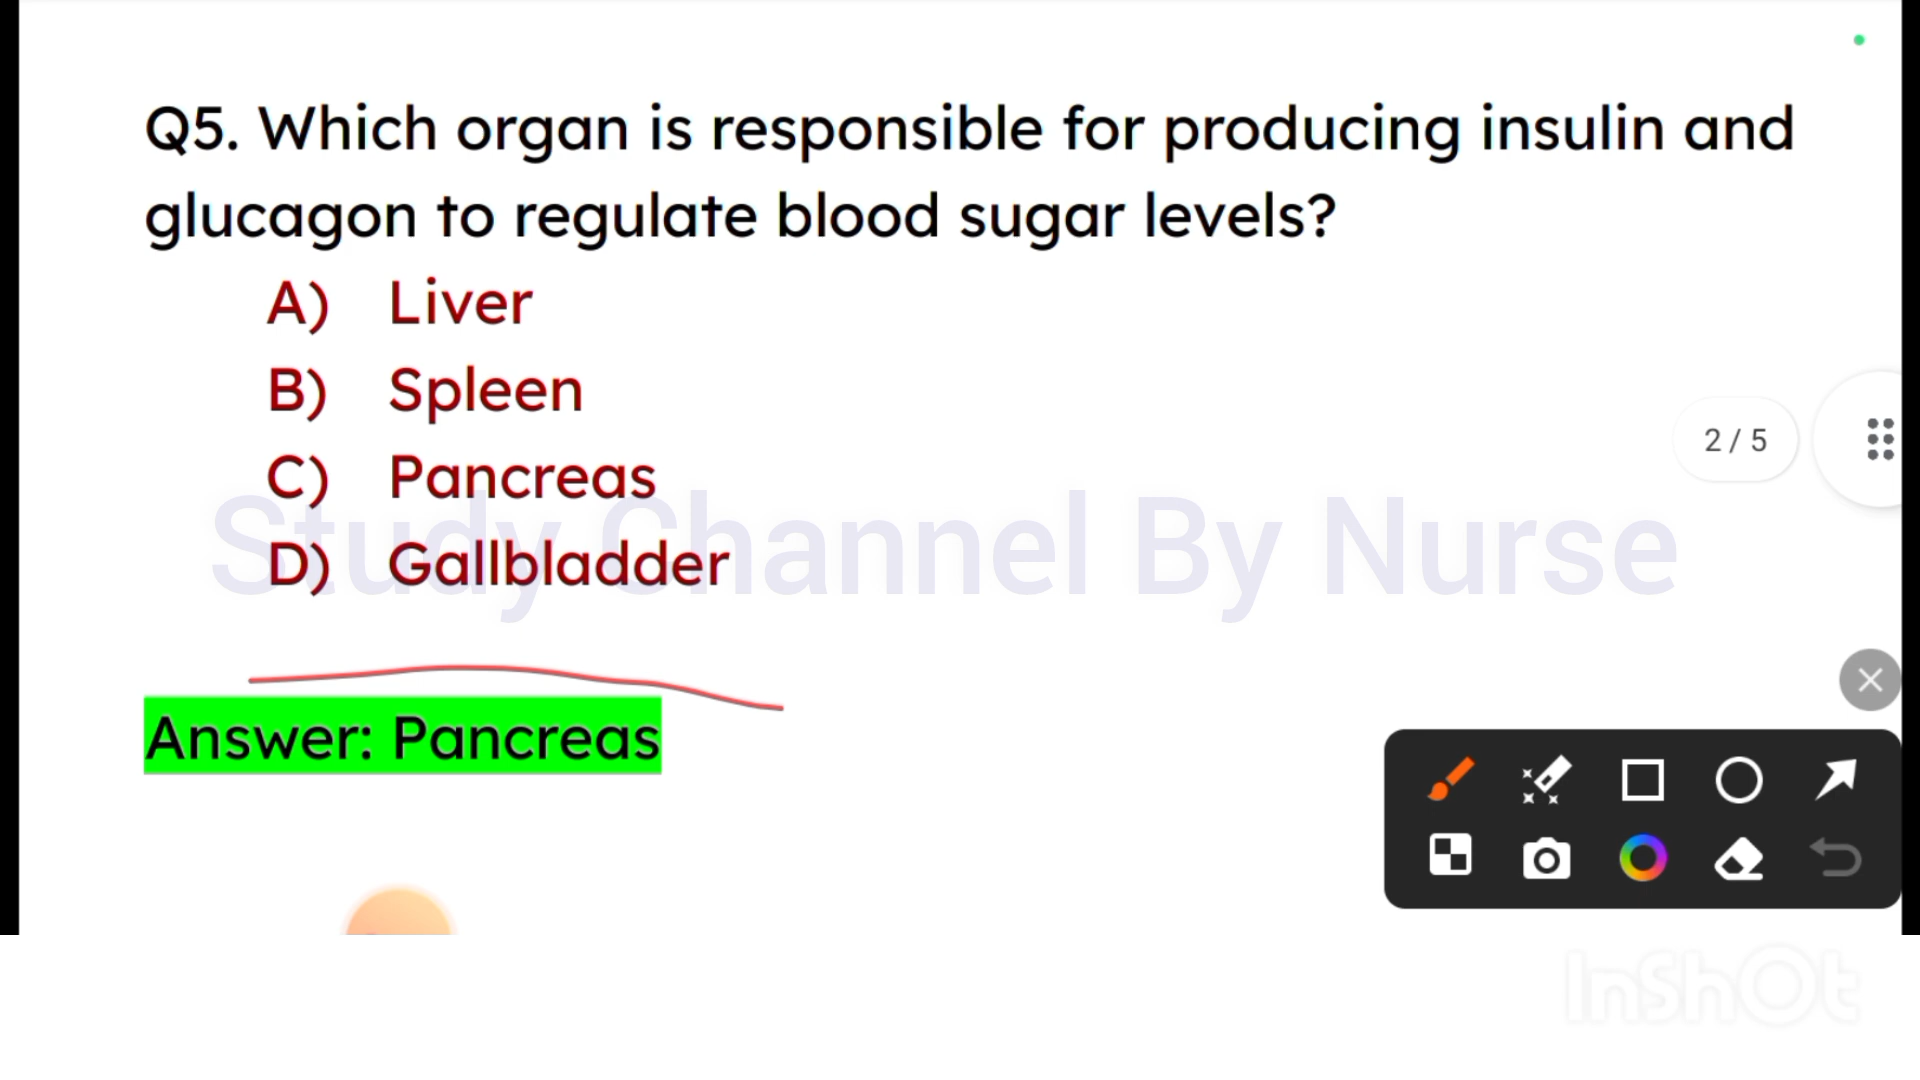 Q5. Which organ is responsible for producing insulin and
glucagon to regulate blood sugar levels?
A) Liver
B) Spleen
C) Pancreas
D) Gallbladder
Study Channel By Nurse
2 / 5
Answer: Pancreas
InShOt